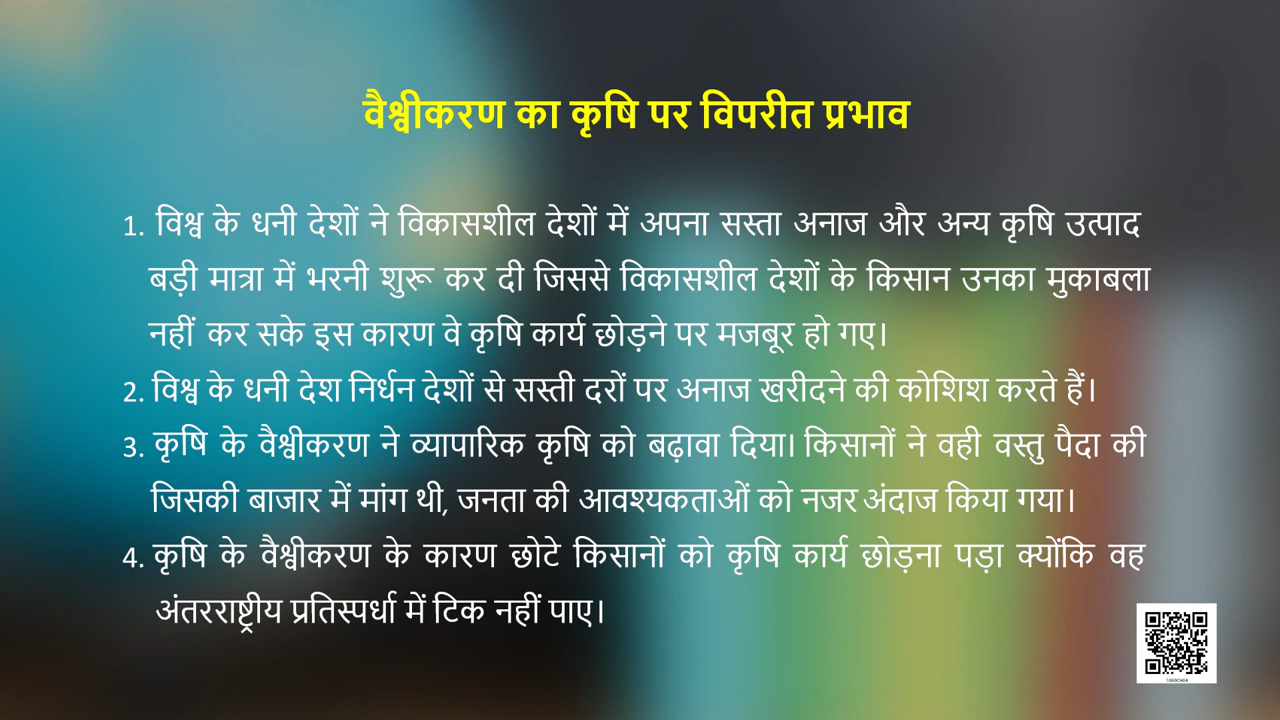 वैश्वीकरण का कृषि पर विपरीत प्रभाव
1. विश्व के धनी देशों ने विकासशील देशों में अपना सस्ता अनाज और अन्य कृषि उत्पाद
बड़ी मात्रा में भरनी शुरू कर दी जिससे विकासशील देशों के किसान उनका मुकाबला
नहीं कर सके इस कारण वे कृषि कार्य छोड़ने पर मजबूर हो गए।
2. विश्व के धनी देश निर्धन देशों से सस्ती दरों पर अनाज खरीदने की कोशिश करते हैं।
3. कृषि के वैश्वीकरण ने व्यापारिक कृषि को बढ़ावा दिया। किसानों ने वही वस्तु पैदा की
जिसकी बाजार में मांग थी, जनता की आवश्यकताओं को नजर अंदाज किया गया।
4. कृषि के वैश्वीकरण के कारण छोटे किसानों को कृषि कार्य छोड़ना पड़ा क्योंकि वह
अंतरराष्ट्रीय प्रतिस्पर्धा में टिक नहीं पाए।